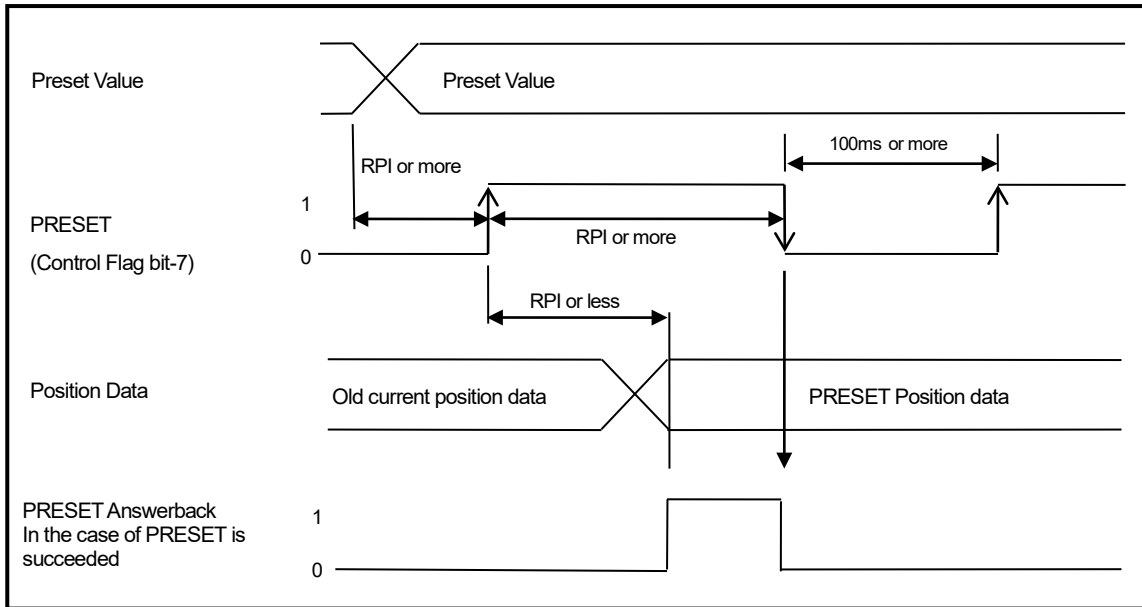 Preset Value
Preset Value
100ms or more
RPI or more
1
PRESET
RPI or more
0
(Control Flag bit-7)
RPI or less
Position Data
Old current position data
PRESET Position data
PRESET Answerback
1
In the case of PRESET is
succeeded
0